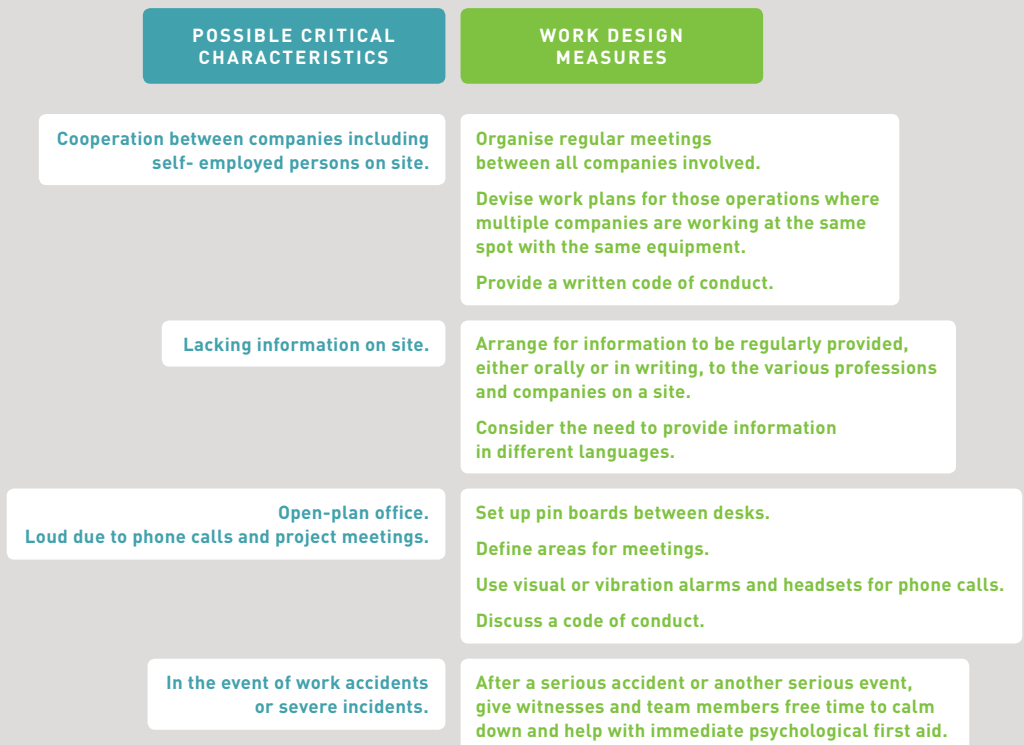 POSSIBLE CRITICAL
CHARACTERISTICS
WORK DESIGN
MEASURES
Cooperation between companies including
self- employed persons on site.
Organise regular meetings
between all companies involved.
Devise work plans for those operations where
multiple companies are working at the same
spot with the same equipment.
Provide a written code of conduct.
Lacking information on site.
Arrange for information to be regularly provided,
either orally or in writing, to the various professions
and companies on a site.
Consider the need to provide information
in different languages.
Open-plan office.
Loud due to phone calls and project meetings.
Set up pin boards between desks.
Define areas for meetings.
Use visual or vibration alarms and headsets for phone calls.
Discuss a code of conduct.
In the event of work accidents
or severe incidents.
After a serious accident or another serious event,
give witnesses and team members free time to calm
down and help with immediate psychological first aid.